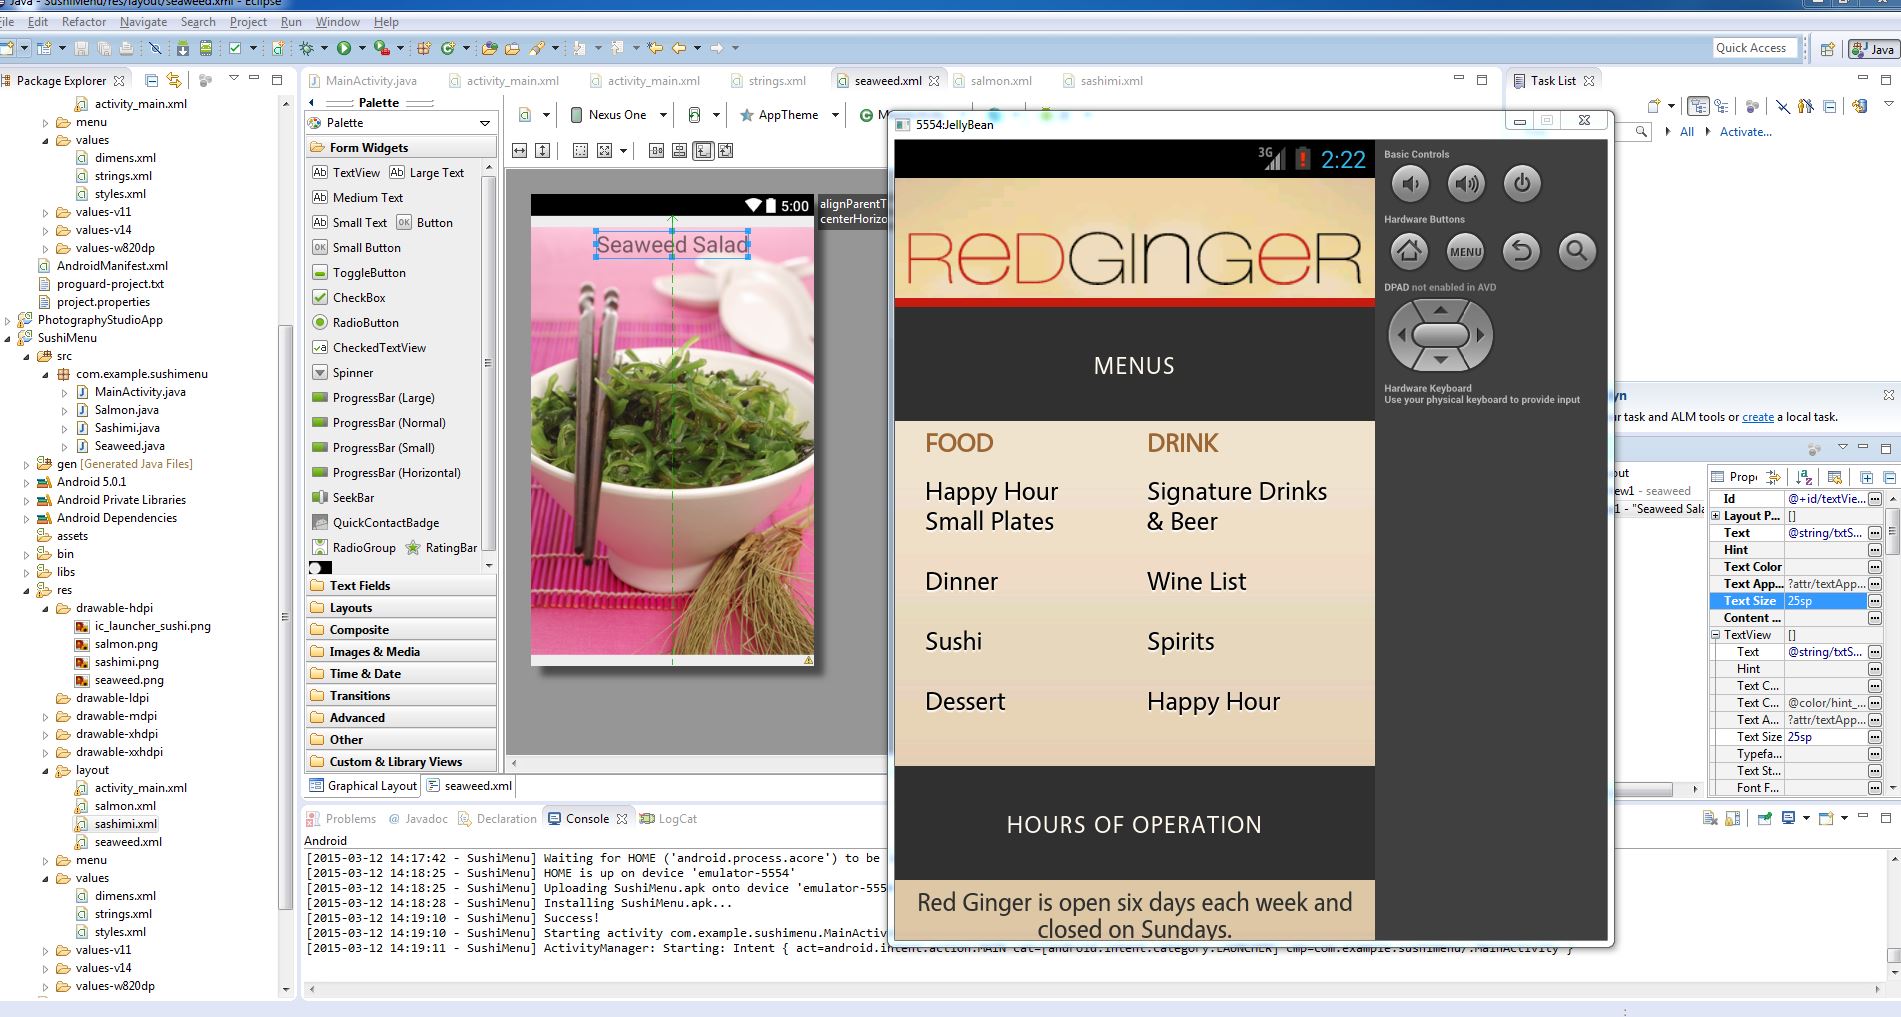 Java - SushiMenu/res/layout/seaweed.xml - Eclipse
File Edit Refactor Navigate Search Project Run Window Help
Quick Access
Java
Package Explorer
activity_main.xml
menu
values
dimens.xml
strings.xml
styles.xml
values-v11
values-v14
values-w820dp
AndroidManifest.xml
proguard-project.txt
project.properties
PhotographyStudioApp
SushiMenu
src
com.example.sushimenu
MainActivity.java
Salmon.java
Sashimi.java
Seaweed.java
gen [Generated Java Files]
Android 5.0.1
Android Private Libraries
Android Dependencies
assets
bin
libs
res
drawable-hdpi
ic_launcher_sushi.png
salmon.png
sashimi.png
seaweed.png
drawable-ldpi
drawable-mdpi
drawable-xhdpi
drawable-xxhdpi
layout
activity_main.xml
salmon.xml
sashimi.xml
seaweed.xml
menu
values
dimens.xml
strings.xml
styles.xml
values-v11
values-v14
values-w820dp
MainActivity.java activity_main.xml activity_main.xml strings.xml seaweed.xml salmon.xml sashimi.xml
Palette
Palette
Form Widgets
Ab TextView Ab Large Text
Ab Medium Text
Ab Small Text OK Button
OK Small Button
ToggleButton
CheckBox
RadioButton
CheckedTextView
Spinner
ProgressBar (Large)
ProgressBar (Normal)
ProgressBar (Small)
ProgressBar (Horizontal)
SeekBar
QuickContactBadge
RadioGroup RatingBar
Text Fields
Layouts
Composite
Images & Media
Time & Date
Transitions
Advanced
Other
Custom & Library Views
Graphical Layout seaweed.xml
Nexus One AppTheme M
5:00
alignParentT
centerHorizo
Seaweed Salad
5554:JellyBean
3G 2:22
REDGINGER
MENUS
FOOD DRINK
Happy Hour Signature Drinks
Small Plates & Beer
Dinner Wine List
Sushi Spirits
Dessert Happy Hour
HOURS OF OPERATION
Red Ginger is open six days each week and
closed on Sundays.
Basic Controls
Hardware Buttons
MENU
DPAD not enabled in AVD
Hardware Keyboard
Use your physical keyboard to provide input
Task List
All Activate...
yn
r task and ALM tools or create a local task.
out
ew1 - seaweed
1 - "Seaweed Sala
Prope
Id @+id/textVie...
Layout P... []
Text @string/txtS...
Hint
Text Color
Text App... ?attr/textApp...
Text Size 25sp
Content ...
TextView []
Text @string/txtS...
Hint
Text C...
Text C... @color/hint_...
Text A... ?attr/textApp...
Text Size 25sp
Typefa...
Text St...
Font F...
Problems @ Javadoc Declaration Console LogCat
Android
[2015-03-12 14:17:42 - SushiMenu] Waiting for HOME ('android.process.acore') to be
[2015-03-12 14:18:25 - SushiMenu] HOME is up on device 'emulator-5554'
[2015-03-12 14:18:25 - SushiMenu] Uploading SushiMenu.apk onto device 'emulator-555
[2015-03-12 14:18:28 - SushiMenu] Installing SushiMenu.apk...
[2015-03-12 14:19:10 - SushiMenu] Success!
[2015-03-12 14:19:10 - SushiMenu] Starting activity com.example.sushimenu.MainActiv
[2015-03-12 14:19:11 - SushiMenu] ActivityManager: Starting: Intent { act=android.intent.action.MAIN cat=[android.intent.category.LAUNCHER] cmp=com.example.sushimenu/.MainActivity }